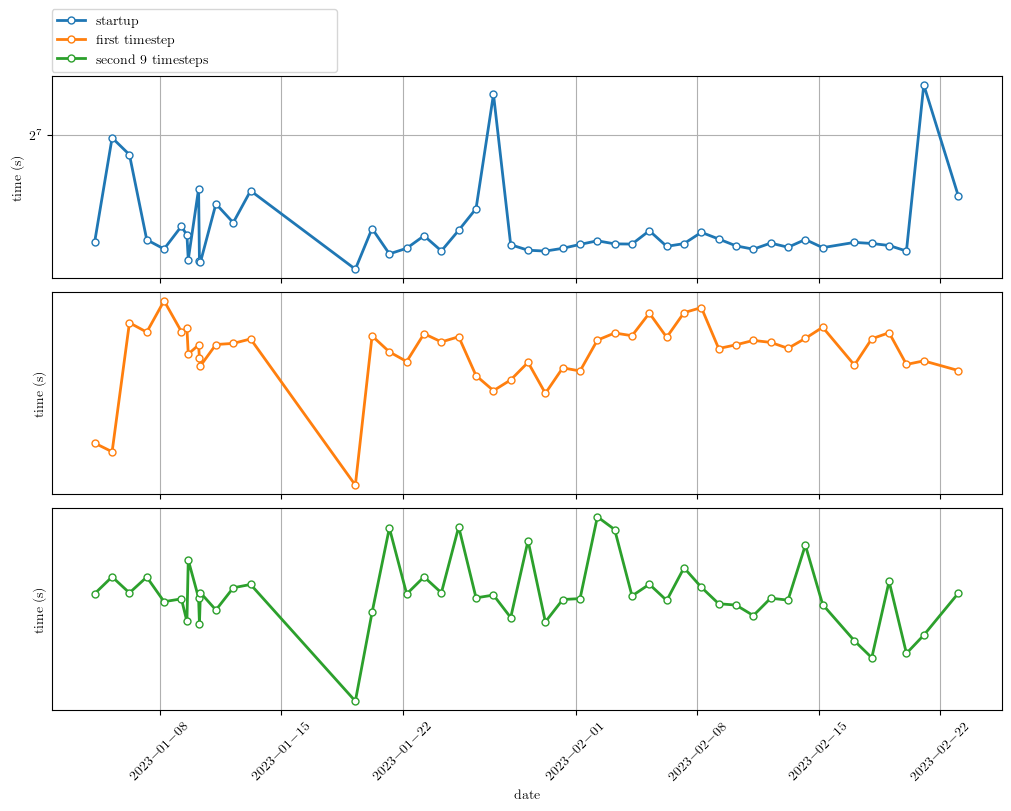 startup
first timestep
second 9 timesteps
2^7
time (s)
time (s)
time (s)
2023−01−08
2023−01−15
2023−01−22
2023−02−01
2023−02−08
2023−02−15
2023−02−22
date